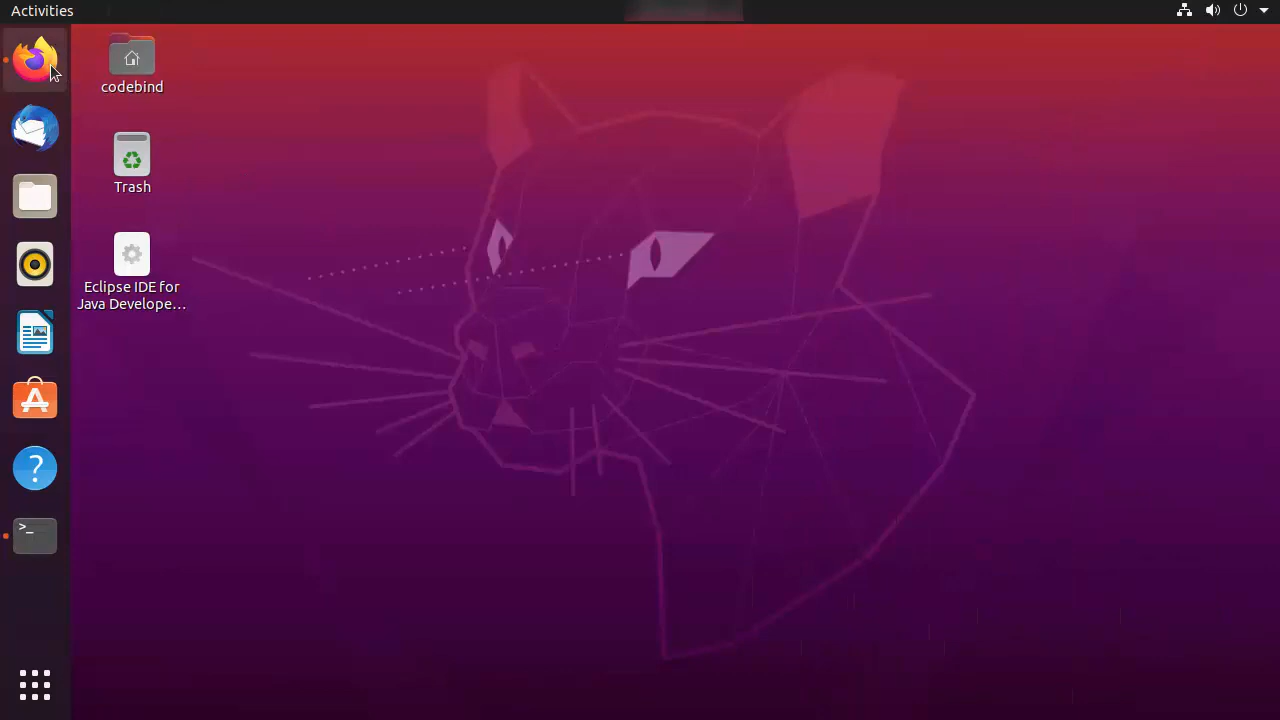 Activities
codebind
Trash
Eclipse IDE for
Java Develope...
?
>_